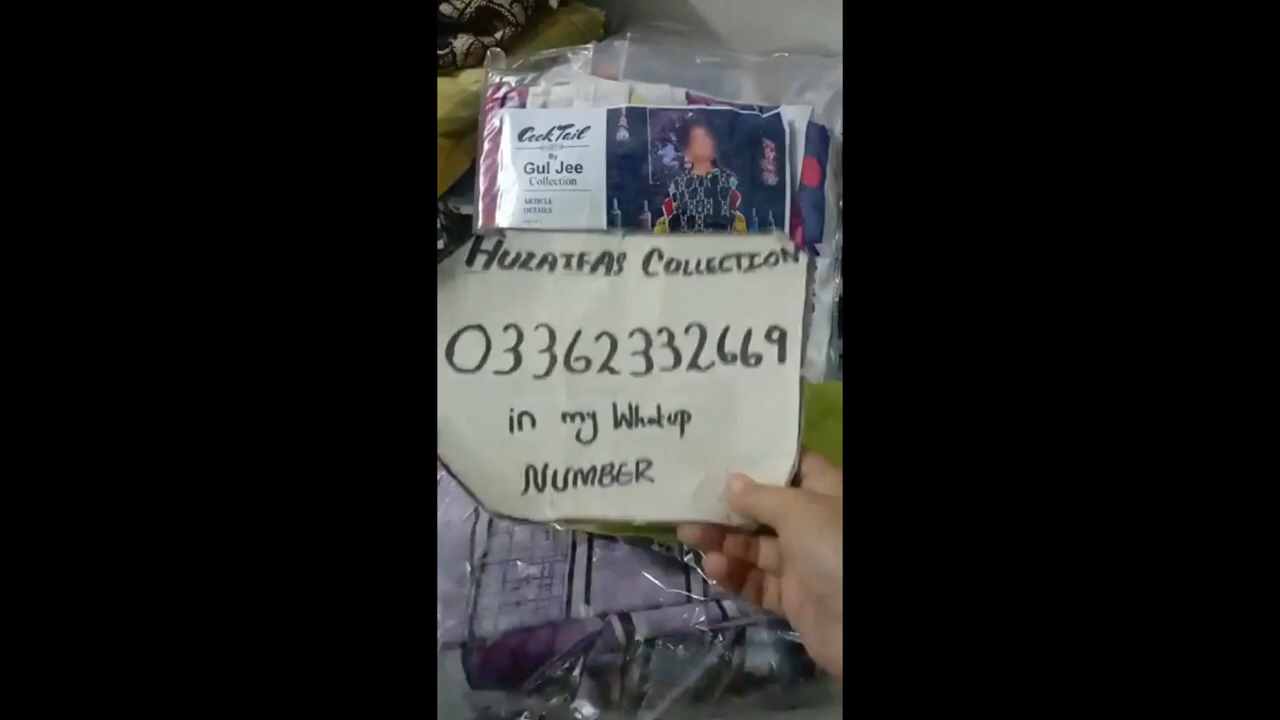 CockTail
By
Gul Jee
Collection
ARTICLE
DETAILS
HUZAIFAS COLLECTION
03362332669
in my Whatup
NUMBER